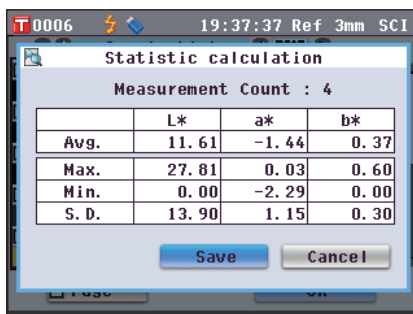 T0006 19:37:37 Ref 3mm SCI
Statistic calculation
Measurement Count : 4
L* a* b*
Avg. 11.61 -1.44 0.37
Max. 27.81 0.03 0.60
Min. 0.00 -2.29 0.00
S.D. 13.90 1.15 0.30
Save Cancel